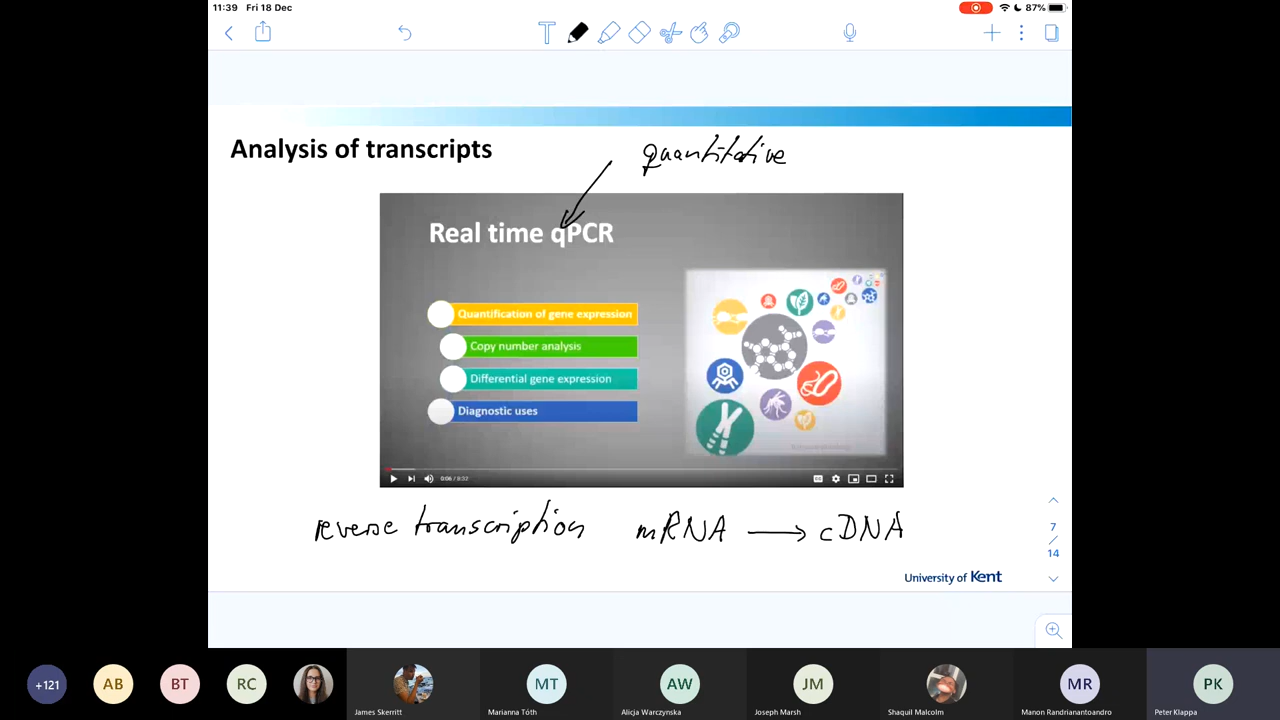 11:39 Fri 18 Dec
87%
T
Analysis of transcripts
quantitative
Real time qPCR
Quantification of gene expression
Copy number analysis
Differential gene expression
Diagnostic uses
0:06 / 8:32
reverse transcription mRNA → cDNA
7
/
14
University of Kent
+121
AB
BT
RC
MT
AW
JM
MR
PK
James Skerritt
Marianna Tóth
Alicja Warczynska
Joseph Marsh
Shaquil Malcolm
Manon Randrianantoandro
Peter Klappa